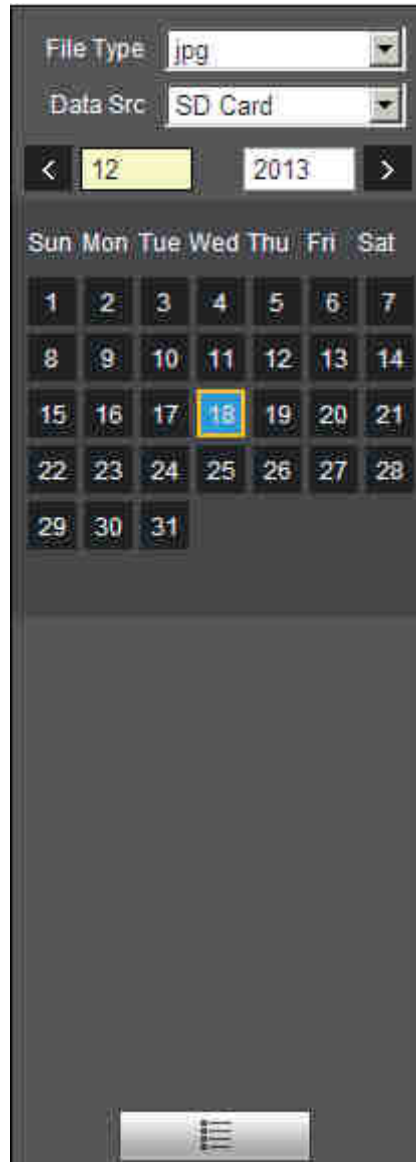 File Type jpg
Data Src SD Card
< 12 2013 >
Sun Mon Tue Wed Thu Fri Sat
1 2 3 4 5 6 7
8 9 10 11 12 13 14
15 16 17 18 19 20 21
22 23 24 25 26 27 28
29 30 31